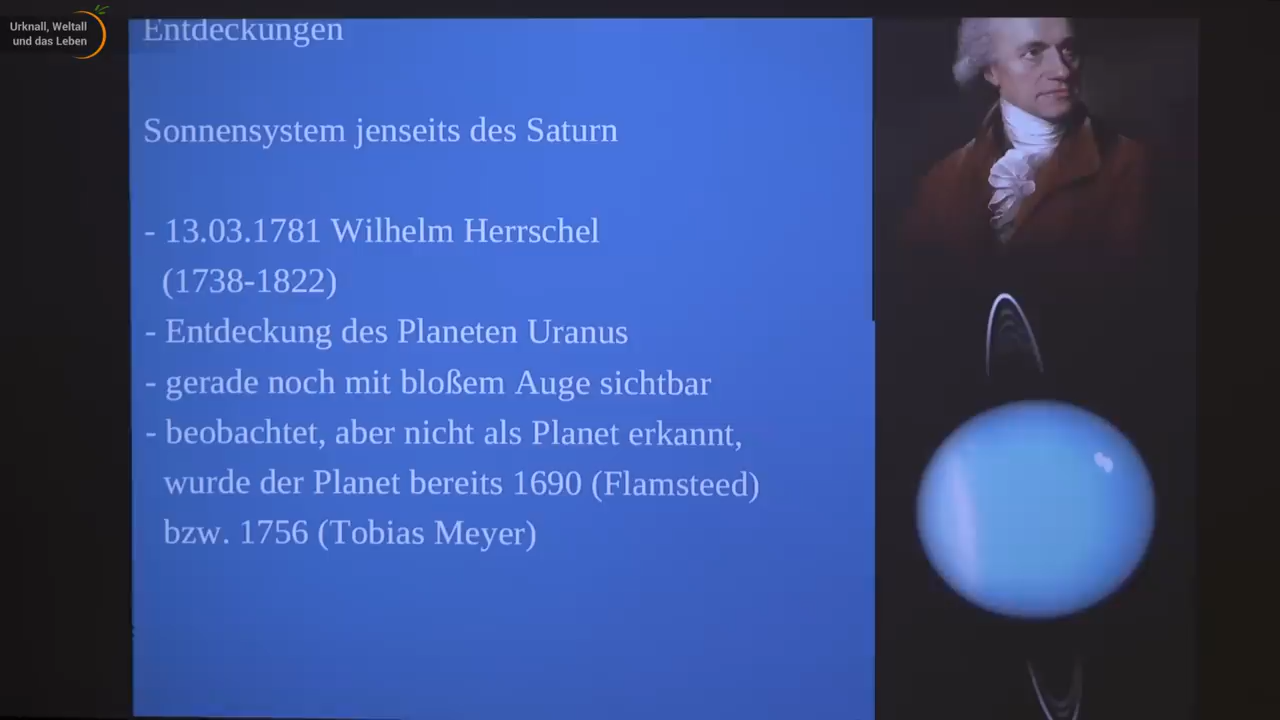 Urknall, Weltall
und das Leben
Entdeckungen
Sonnensystem jenseits des Saturn
- 13.03.1781 Wilhelm Herrschel
(1738-1822)
- Entdeckung des Planeten Uranus
- gerade noch mit bloßem Auge sichtbar
- beobachtet, aber nicht als Planet erkannt,
wurde der Planet bereits 1690 (Flamsteed)
bzw. 1756 (Tobias Meyer)